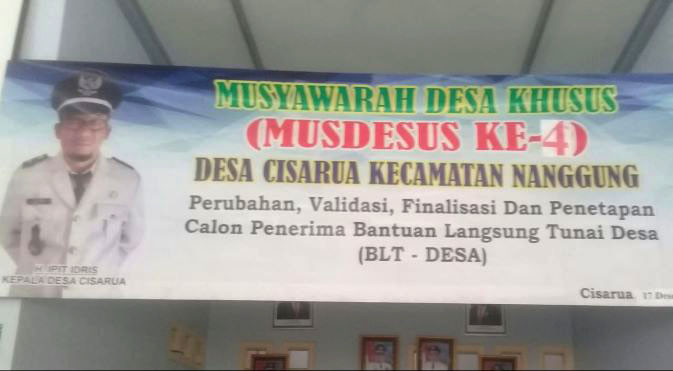 MUSYAWARAH DESA KHUSUS
(MUSDESUS KE-4)
DESA CISARUA KECAMATAN NANGGUNG
Perubahan, Validasi, Finalisasi Dan Penetapan
Calon Penerima Bantuan Langsung Tunai Desa
(BLT - DESA)
H. IPIT IDRIS
KEPALA DESA CISARUA
Cisarua 17 Des